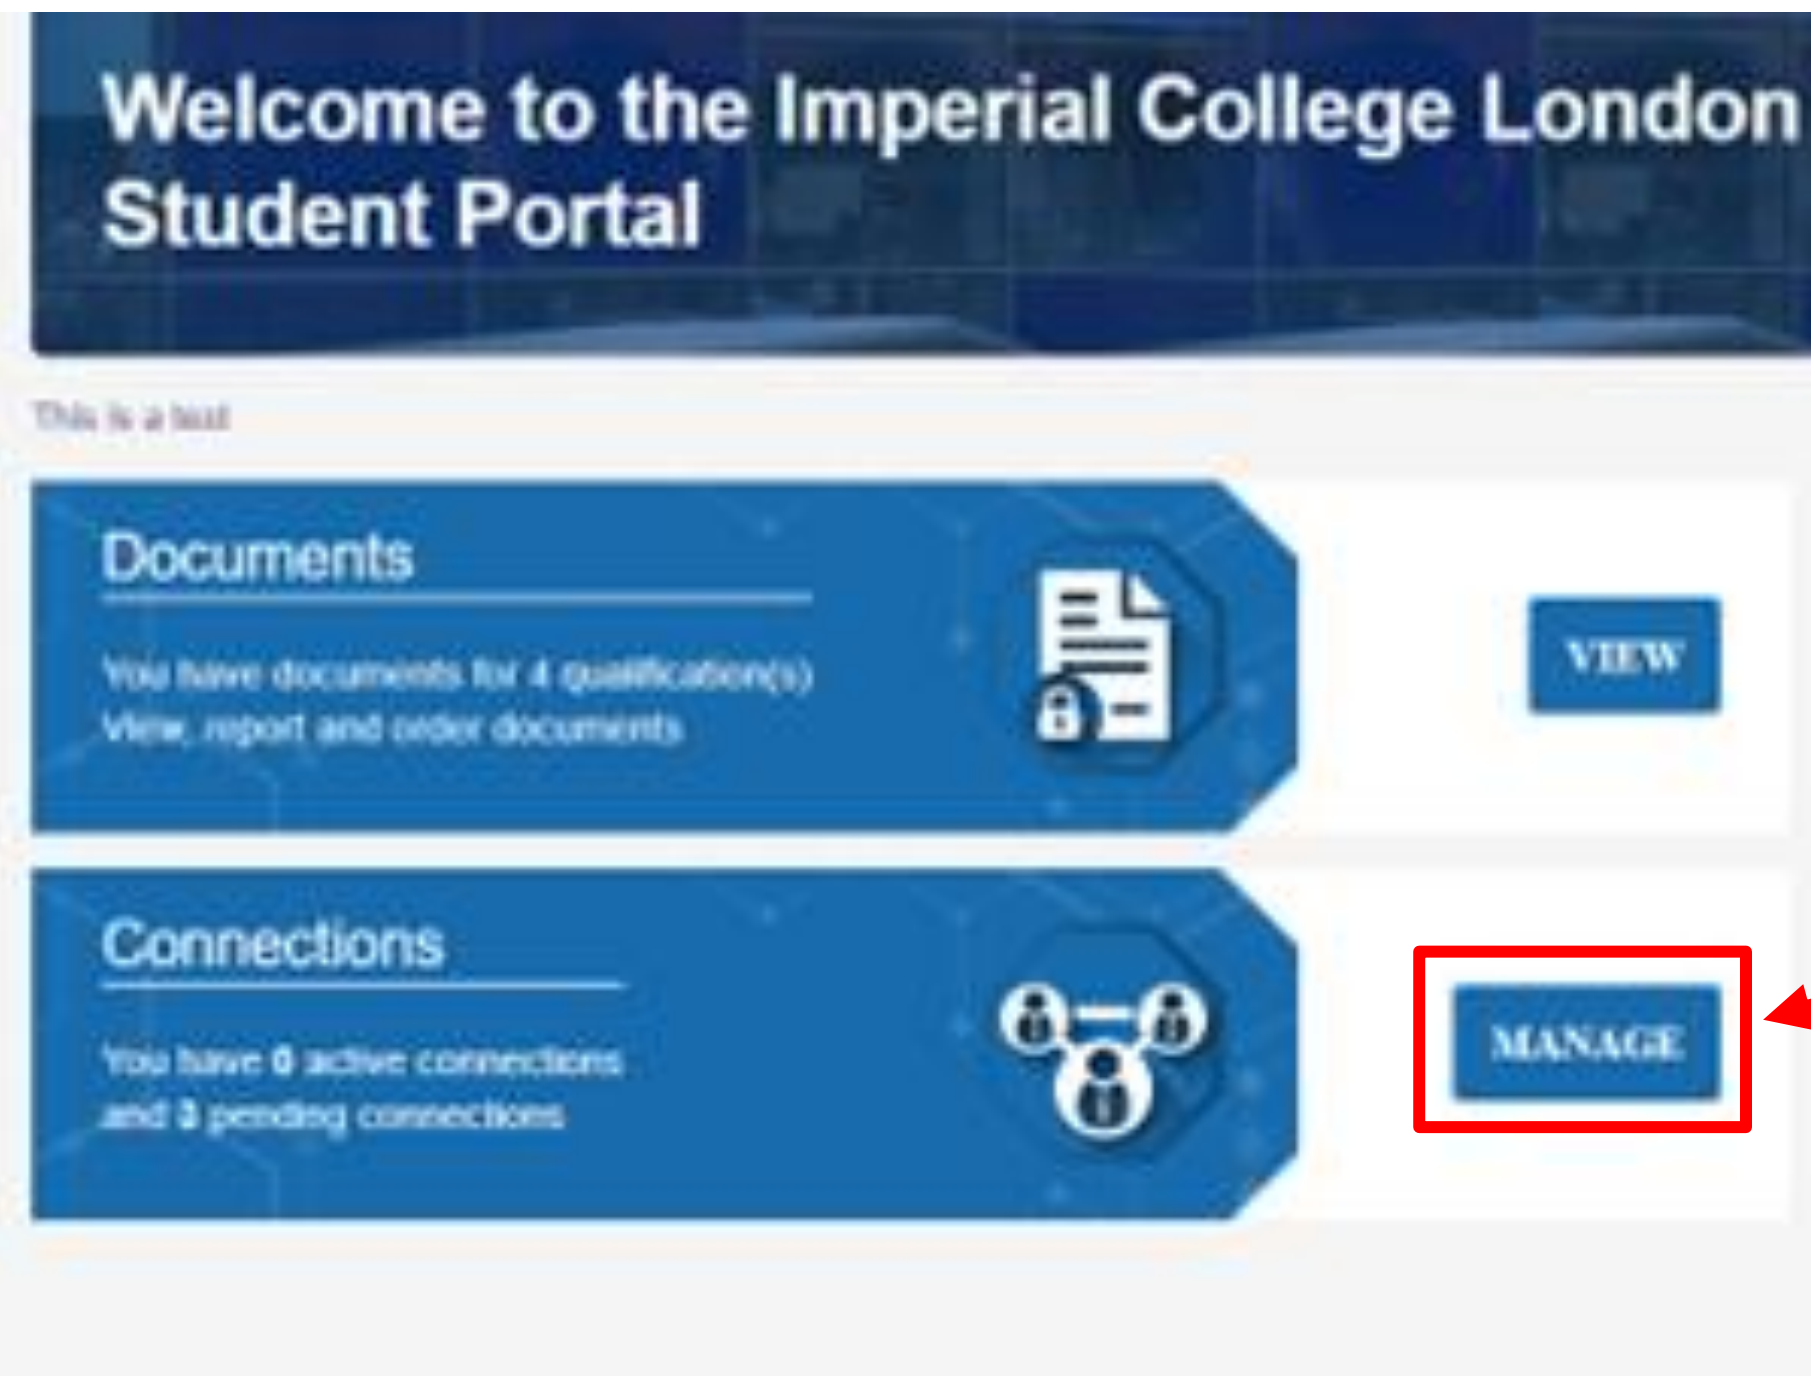 Welcome to the Imperial College London
Student Portal
This is a test
Documents
You have documents for 4 qualification(s)
View, report and order documents
VIEW
Connections
You have 0 active connections
and 3 pending connections
MANAGE